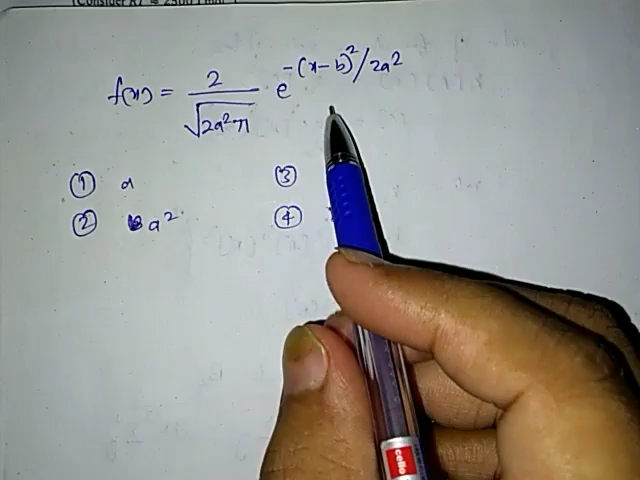 f(x) = 2 / √2a²π e^-(x-b)²/2a²
① a ③
② a² ④
cello